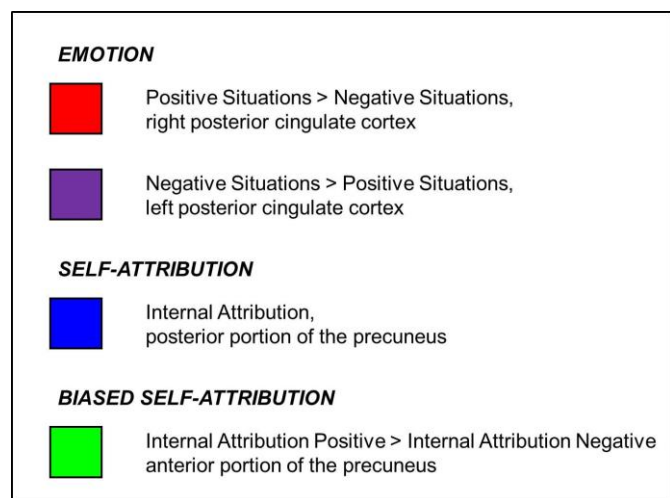 EMOTION
Positive Situations > Negative Situations,
right posterior cingulate cortex
Negative Situations > Positive Situations,
left posterior cingulate cortex
SELF-ATTRIBUTION
Internal Attribution,
posterior portion of the precuneus
BIASED SELF-ATTRIBUTION
Internal Attribution Positive > Internal Attribution Negative
anterior portion of the precuneus